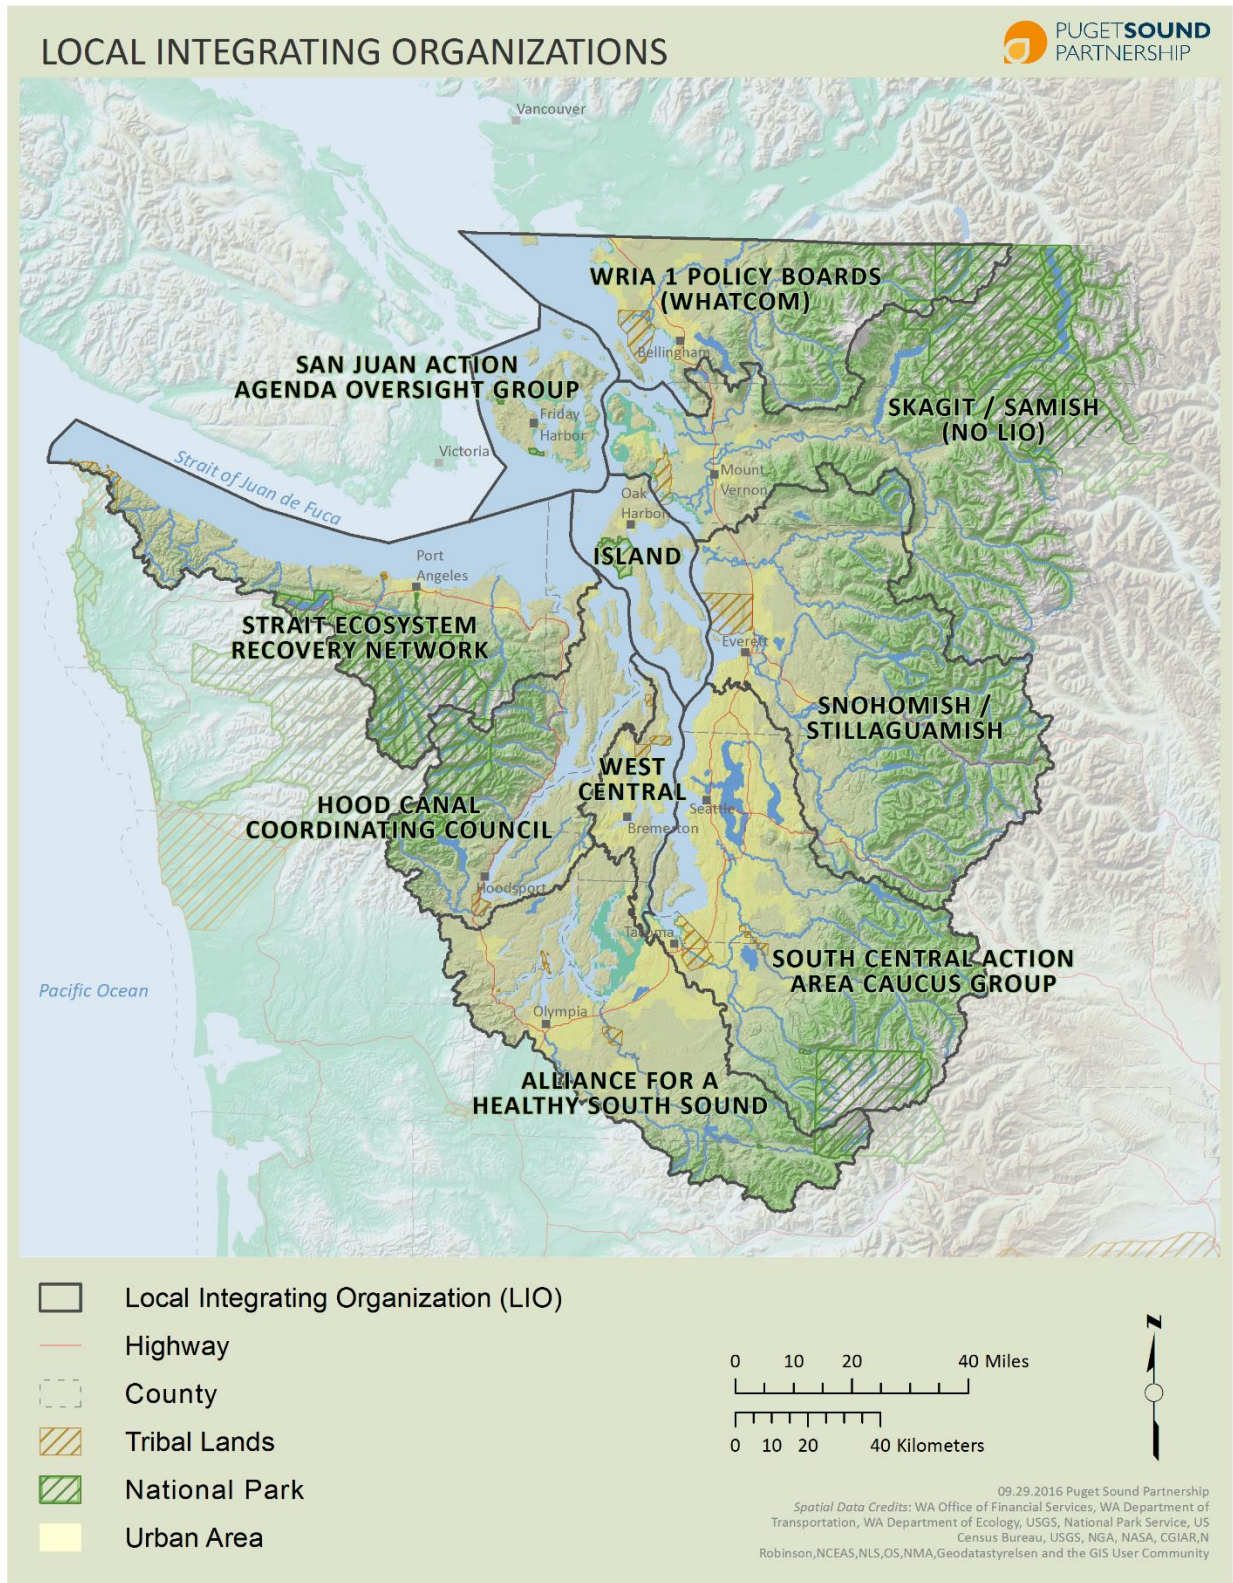 LOCAL INTEGRATING ORGANIZATIONS
PUGETSOUND
PARTNERSHIP
Vancouver
WRIA 1 POLICY BOARDS
(WHATCOM)
Bellingham
SAN JUAN ACTION
AGENDA OVERSIGHT GROUP
SKAGIT / SAMISH
(NO LIO)
Friday
Harbor
Victoria
Strait of Juan de Fuca
Mount
Vernon
Oak
Harbor
ISLAND
Port
Angeles
STRAIT ECOSYSTEM
RECOVERY NETWORK
Everett
SNOHOMISH /
STILLAGUAMISH
WEST
CENTRAL
HOOD CANAL
COORDINATING COUNCIL
Seattle
Bremerton
Hoodsport
Tacoma
SOUTH CENTRAL ACTION
AREA CAUCUS GROUP
Pacific Ocean
Olympia
ALLIANCE FOR A
HEALTHY SOUTH SOUND
Local Integrating Organization (LIO)
Highway
County
Tribal Lands
National Park
Urban Area
0 10 20 40 Miles
0 10 20 40 Kilometers
N
09.29.2016 Puget Sound Partnership
Spatial Data Credits: WA Office of Financial Services, WA Department of
Transportation, WA Department of Ecology, USGS, National Park Service, US
Census Bureau, USGS, NGA, NASA, CGIAR,N
Robinson,NCEAS,NLS,OS,NMA,Geodatastyrelsen and the GIS User Community